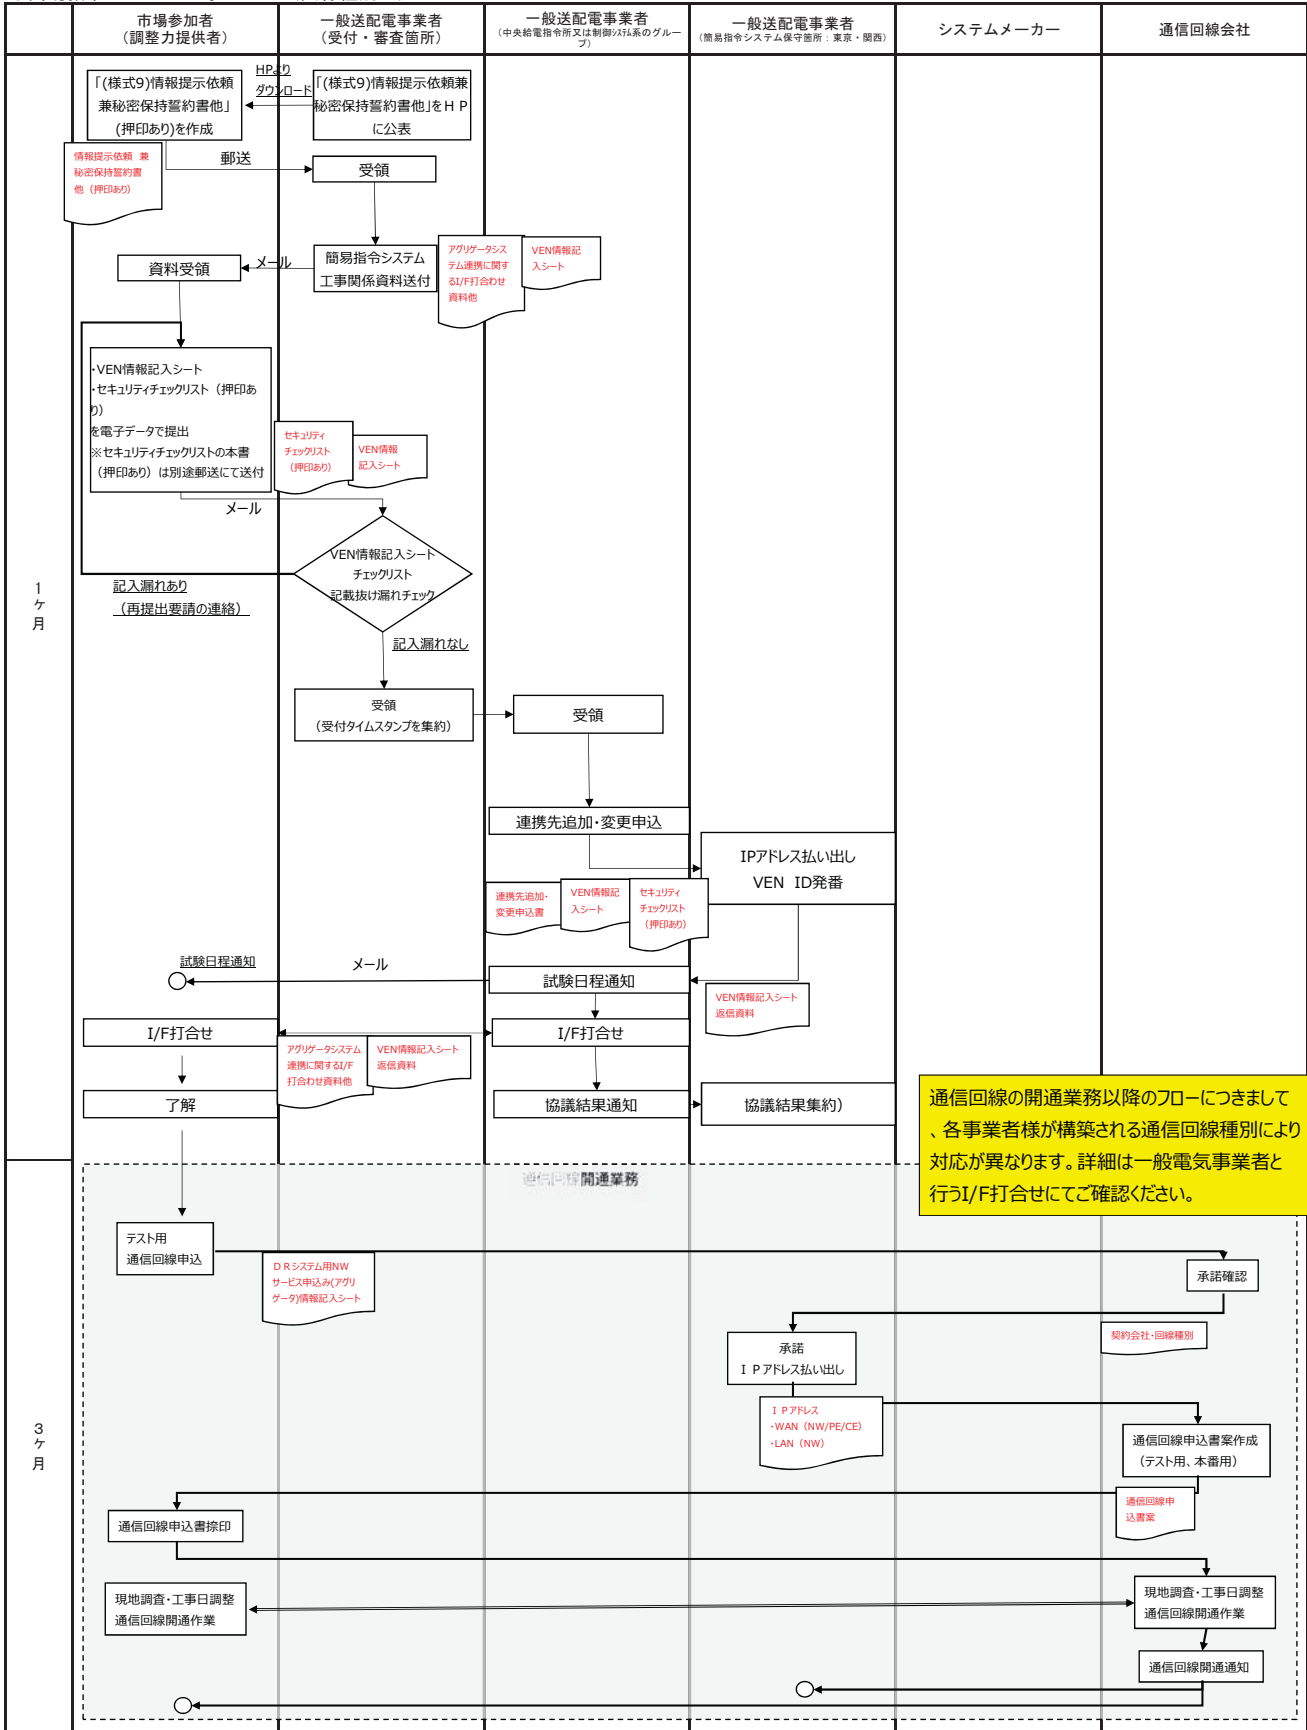 市場参加者
（調整力提供者）
一般送配電事業者
（受付・審査箇所）
一般送配電事業者
（中央給電指令所又は制御システム系のグルー
プ）
一般送配電事業者
（簡易指令システム保守箇所：東京・関西）
システムメーカー
通信回線会社
1
ヶ
月
「(様式9)情報提示依頼
兼秘密保持誓約書他」
(押印あり)を作成
HPより
ダウンロード
「(様式9)情報提示依頼兼
秘密保持誓約書他」をＨＰ
に公表
情報提示依頼　兼
秘密保持誓約書
他（押印あり）
郵送
受領
資料受領
メール
簡易指令システム
工事関係資料送付
アグリゲータシス
テム連携に関す
るI/F打合わせ
資料他
VEN情報記
入シート
・VEN情報記入シート
・セキュリティチェックリスト（押印あ
り）
を電子データで提出
※セキュリティチェックリストの本書
（押印あり）は別途郵送にて送付
セキュリティ
チェックリスト
（押印あり）
VEN情報
記入シート
メール
VEN情報記入シート
チェックリスト
記載抜け漏れチェック
記入漏れあり
（再提出要請の連絡）
記入漏れなし
受領
（受付タイムスタンプを集約）
受領
連携先追加・変更申込
IPアドレス払い出し
VEN ID発番
連携先追加・
変更申込書
VEN情報記
入シート
セキュリティ
チェックリスト
（押印あり）
試験日程通知
メール
試験日程通知
VEN情報記入シート
返信資料
I/F打合せ
I/F打合せ
アグリゲータシステム
連携に関するI/F
打合わせ資料他
VEN情報記入シート
返信資料
了解
協議結果通知
協議結果集約）
通信回線の開通業務以降のフローにつきまして
、各事業者様が構築される通信回線種別により
対応が異なります。詳細は一般電気事業者と
行うI/F打合せにてご確認ください。
3
ヶ
月
通信回線開通業務
テスト用
通信回線申込
ＤＲシステム用NW
サービス申込み(アグリ
ゲータ)情報記入シート
承諾確認
契約会社・回線種別
承諾
ＩＰアドレス払い出し
ＩＰアドレス
・WAN（NW/PE/CE）
・LAN（NW）
通信回線申込書案作成
（テスト用、本番用）
通信回線申
込書案
通信回線申込書捺印
現地調査・工事日調整
通信回線開通作業
現地調査・工事日調整
通信回線開通作業
通信回線開通通知